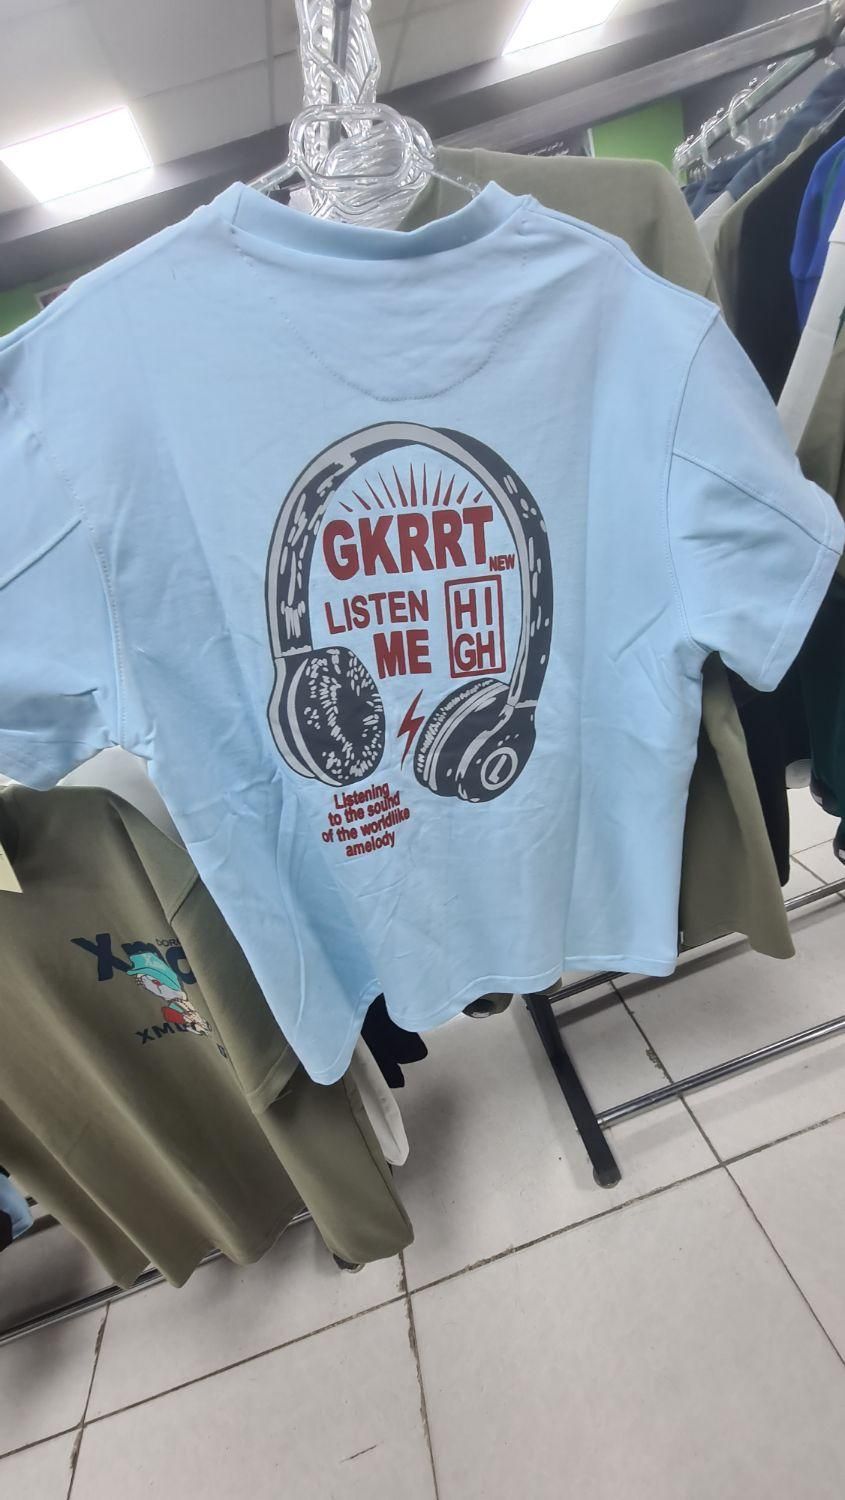 GKRRT
NEW
LISTEN
ME
HI
GH
Listening
to the sound
of the worldlike
amelody